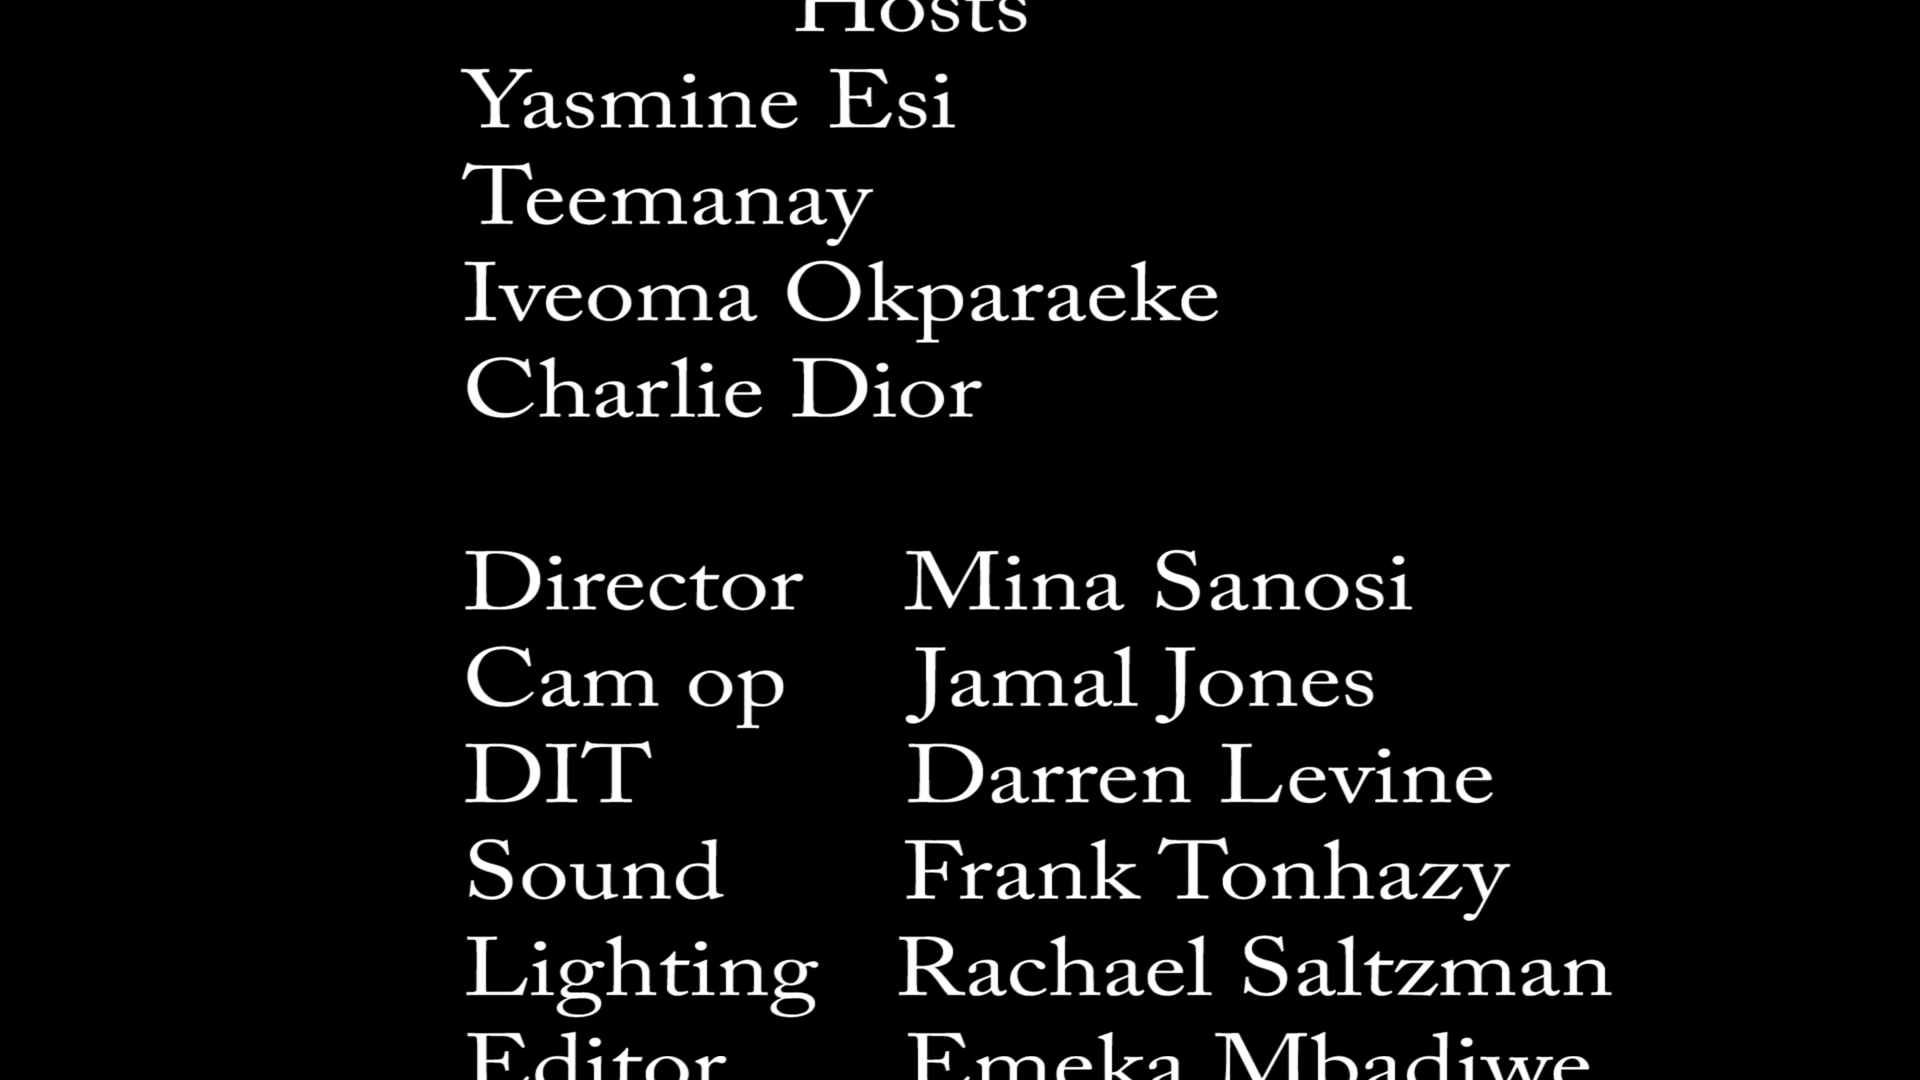 Hosts
Yasmine Esi
Teemanay
Iveoma Okparaeke
Charlie Dior
Director Mina Sanosi
Cam op Jamal Jones
DIT Darren Levine
Sound Frank Tonhazy
Lighting Rachael Saltzman
Editor Emeka Mbadiwe